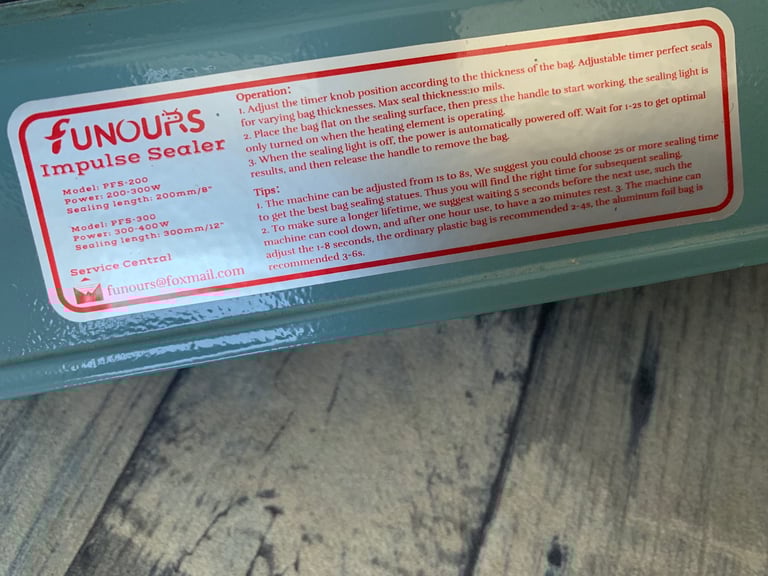 FUNOURS
Impulse Sealer
Model: PFS-200
Power: 200-300W
Sealing length: 200mm/8"
Model: PFS-300
Power: 300-400W
Sealing length: 300mm/12"
Service Central
funours@foxmail.com
Operation:
1. Adjust the timer knob position according to the thickness of the bag. Adjustable timer perfect seals
for varying bag thicknesses. Max seal thickness:10 mils.
2. Place the bag flat on the sealing surface, then press the handle to start working. the sealing light is
only turned on when the heating element is operating.
3. When the sealing light is off, the power is automatically powered off. Wait for 1-2s to get optimal
results, and then release the handle to remove the bag.
Tips:
1. The machine can be adjusted from 1s to 8s, We suggest you could choose 2s or more sealing time
to get the best bag sealing statues. Thus you will find the right time for subsequent sealing.
2. To make sure a longer lifetime, we suggest waiting 5 seconds before the next use, such the
machine can cool down, and after one hour use, to have a 20 minutes rest. 3. The machine can
adjust the 1-8 seconds, the ordinary plastic bag is recommended 2-4s, the aluminum foil bag is
recommended 3-6s.